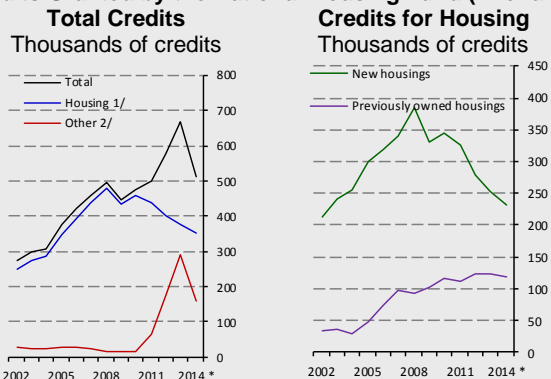 Total Credits
Thousands of credits
Total
Housing 1/
Other 2/
800
700
600
500
400
300
200
100
0
2002 2005 2008 2011 2014 *
Credits for Housing
Thousands of credits
New housings
Previously owned housings
450
400
350
300
250
200
150
100
50
0
2002 2005 2008 2011 2014 *